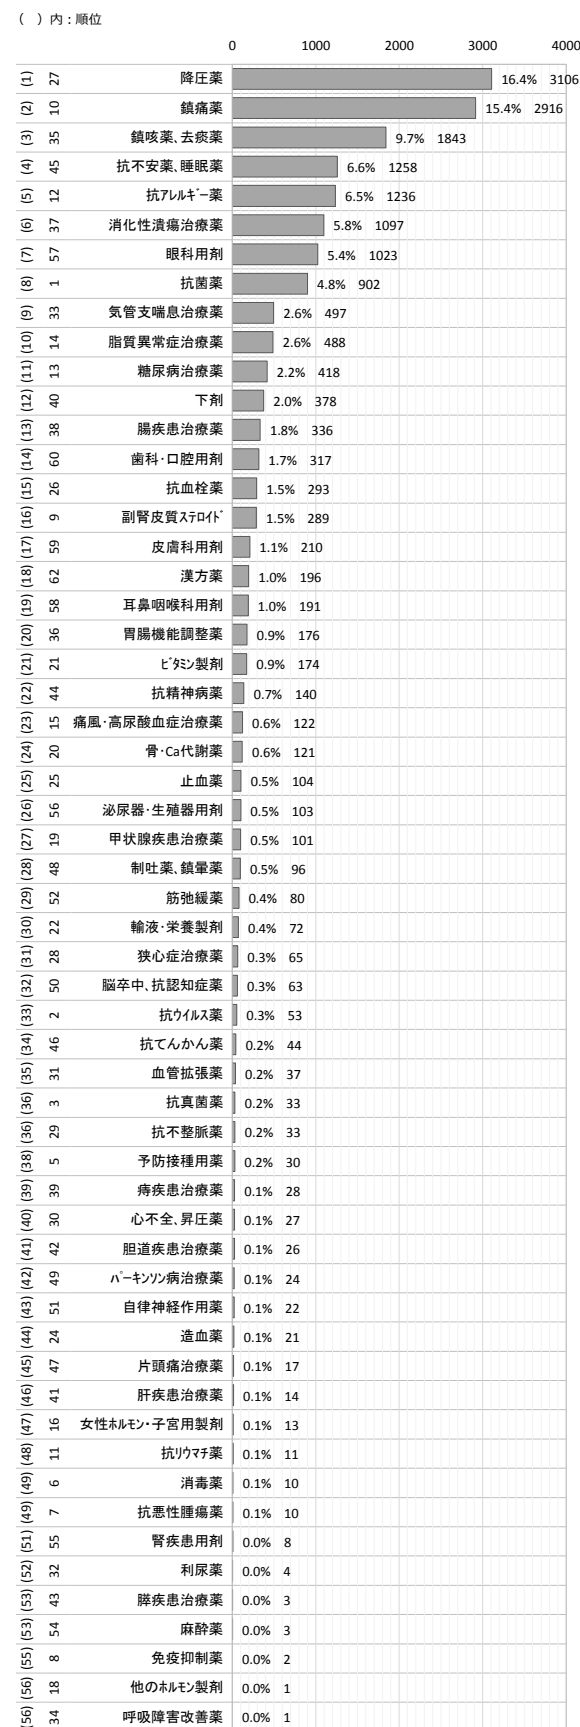 （　）内：順位
0 1000 2000 3000 4000
(1) 27 降圧薬 16.4% 3106
(2) 10 鎮痛薬 15.4% 2916
(3) 35 鎮咳薬、去痰薬 9.7% 1843
(4) 45 抗不安薬、睡眠薬 6.6% 1258
(5) 12 抗ｱﾚﾙｷﾞｰ薬 6.5% 1236
(6) 37 消化性潰瘍治療薬 5.8% 1097
(7) 57 眼科用剤 5.4% 1023
(8) 1 抗菌薬 4.8% 902
(9) 33 気管支喘息治療薬 2.6% 497
(10) 14 脂質異常症治療薬 2.6% 488
(11) 13 糖尿病治療薬 2.2% 418
(12) 40 下剤 2.0% 378
(13) 38 腸疾患治療薬 1.8% 336
(14) 60 歯科･口腔用剤 1.7% 317
(15) 26 抗血栓薬 1.5% 293
(16) 9 副腎皮質ｽﾃﾛｲﾄﾞ 1.5% 289
(17) 59 皮膚科用剤 1.1% 210
(18) 62 漢方薬 1.0% 196
(19) 58 耳鼻咽喉科用剤 1.0% 191
(20) 36 胃腸機能調整薬 0.9% 176
(21) 21 ﾋﾞﾀﾐﾝ製剤 0.9% 174
(22) 44 抗精神病薬 0.7% 140
(23) 15 痛風･高尿酸血症治療薬 0.6% 122
(24) 20 骨･Ca代謝薬 0.6% 121
(25) 25 止血薬 0.5% 104
(26) 56 泌尿器･生殖器用剤 0.5% 103
(27) 19 甲状腺疾患治療薬 0.5% 101
(28) 48 制吐薬、鎮暈薬 0.5% 96
(29) 52 筋弛緩薬 0.4% 80
(30) 22 輸液･栄養製剤 0.4% 72
(31) 28 狭心症治療薬 0.3% 65
(32) 50 脳卒中、抗認知症薬 0.3% 63
(33) 2 抗ｳｲﾙｽ薬 0.3% 53
(34) 46 抗てんかん薬 0.2% 44
(35) 31 血管拡張薬 0.2% 37
(36) 3 抗真菌薬 0.2% 33
(36) 29 抗不整脈薬 0.2% 33
(38) 5 予防接種用薬 0.2% 30
(39) 39 痔疾患治療薬 0.1% 28
(40) 30 心不全、昇圧薬 0.1% 27
(41) 42 胆道疾患治療薬 0.1% 26
(42) 49 ﾊﾟｰｷﾝｿﾝ病治療薬 0.1% 24
(43) 51 自律神経作用薬 0.1% 22
(44) 24 造血薬 0.1% 21
(45) 47 片頭痛治療薬 0.1% 17
(46) 41 肝疾患治療薬 0.1% 14
(47) 16 女性ﾎﾙﾓﾝ･子宮用製剤 0.1% 13
(48) 11 抗ﾘｳﾏﾁ薬 0.1% 11
(49) 6 消毒薬 0.1% 10
(49) 7 抗悪性腫瘍薬 0.1% 10
(51) 55 腎疾患用剤 0.0% 8
(52) 32 利尿薬 0.0% 4
(53) 43 膵疾患治療薬 0.0% 3
(53) 54 麻酔薬 0.0% 3
(55) 8 免疫抑制薬 0.0% 2
(56) 18 他のﾎﾙﾓﾝ製剤 0.0% 1
(56) 34 呼吸障害改善薬 0.0% 1